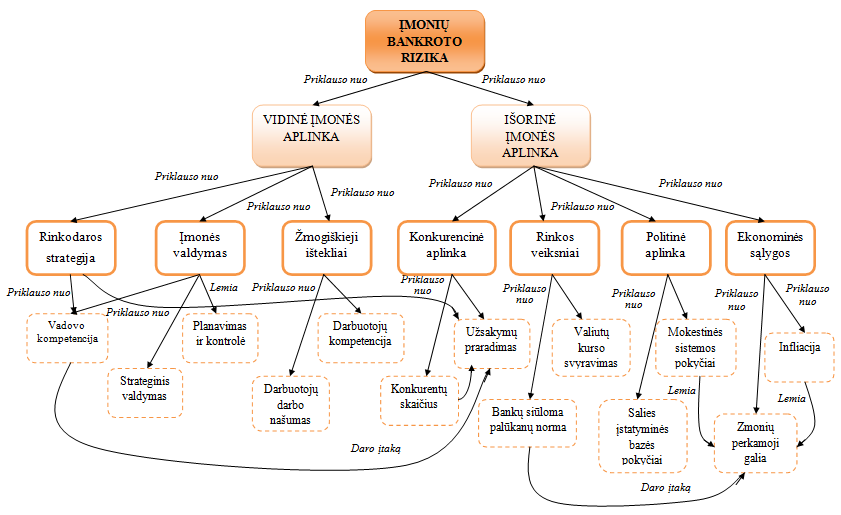 ĮMONIŲ
BANKROTO
RIZIKA
Priklauso nuo
Priklauso nuo
VIDINĖ ĮMONĖS
APLINKA
IŠORINĖ
ĮMONĖS
APLINKA
Priklauso nuo
Priklauso nuo
Priklauso nuo
Priklauso nuo
Priklauso nuo
Priklauso nuo
Priklauso nuo
Rinkodaros
strategija
Įmonės
valdymas
Žmogiškieji
ištekliai
Konkurencinė
aplinka
Rinkos
veiksniai
Politinė
aplinka
Ekonominės
sąlygos
Priklauso nuo
Priklauso nuo
Lemia
Priklauso nuo
Priklauso
nuo
Priklauso
nuo
Priklauso
nuo
Priklauso
nuo
Priklauso
nuo
Vadovo
kompetencija
Planavimas
ir kontrolė
Darbuotojų
kompetencija
Užsakymų
praradimas
Valiutų
kurso
svyravimas
Mokestinės
sistemos
pokyčiai
Infliacija
Strateginis
valdymas
Darbuotojų
darbo
našumas
Konkurentų
skaičius
Bankų siūloma
palūkanų norma
Salies
įstatyminės
bazės
pokyčiai
Lemia
Lemia
Zmonių
perkamoji
galia
Daro įtaką
Daro įtaką